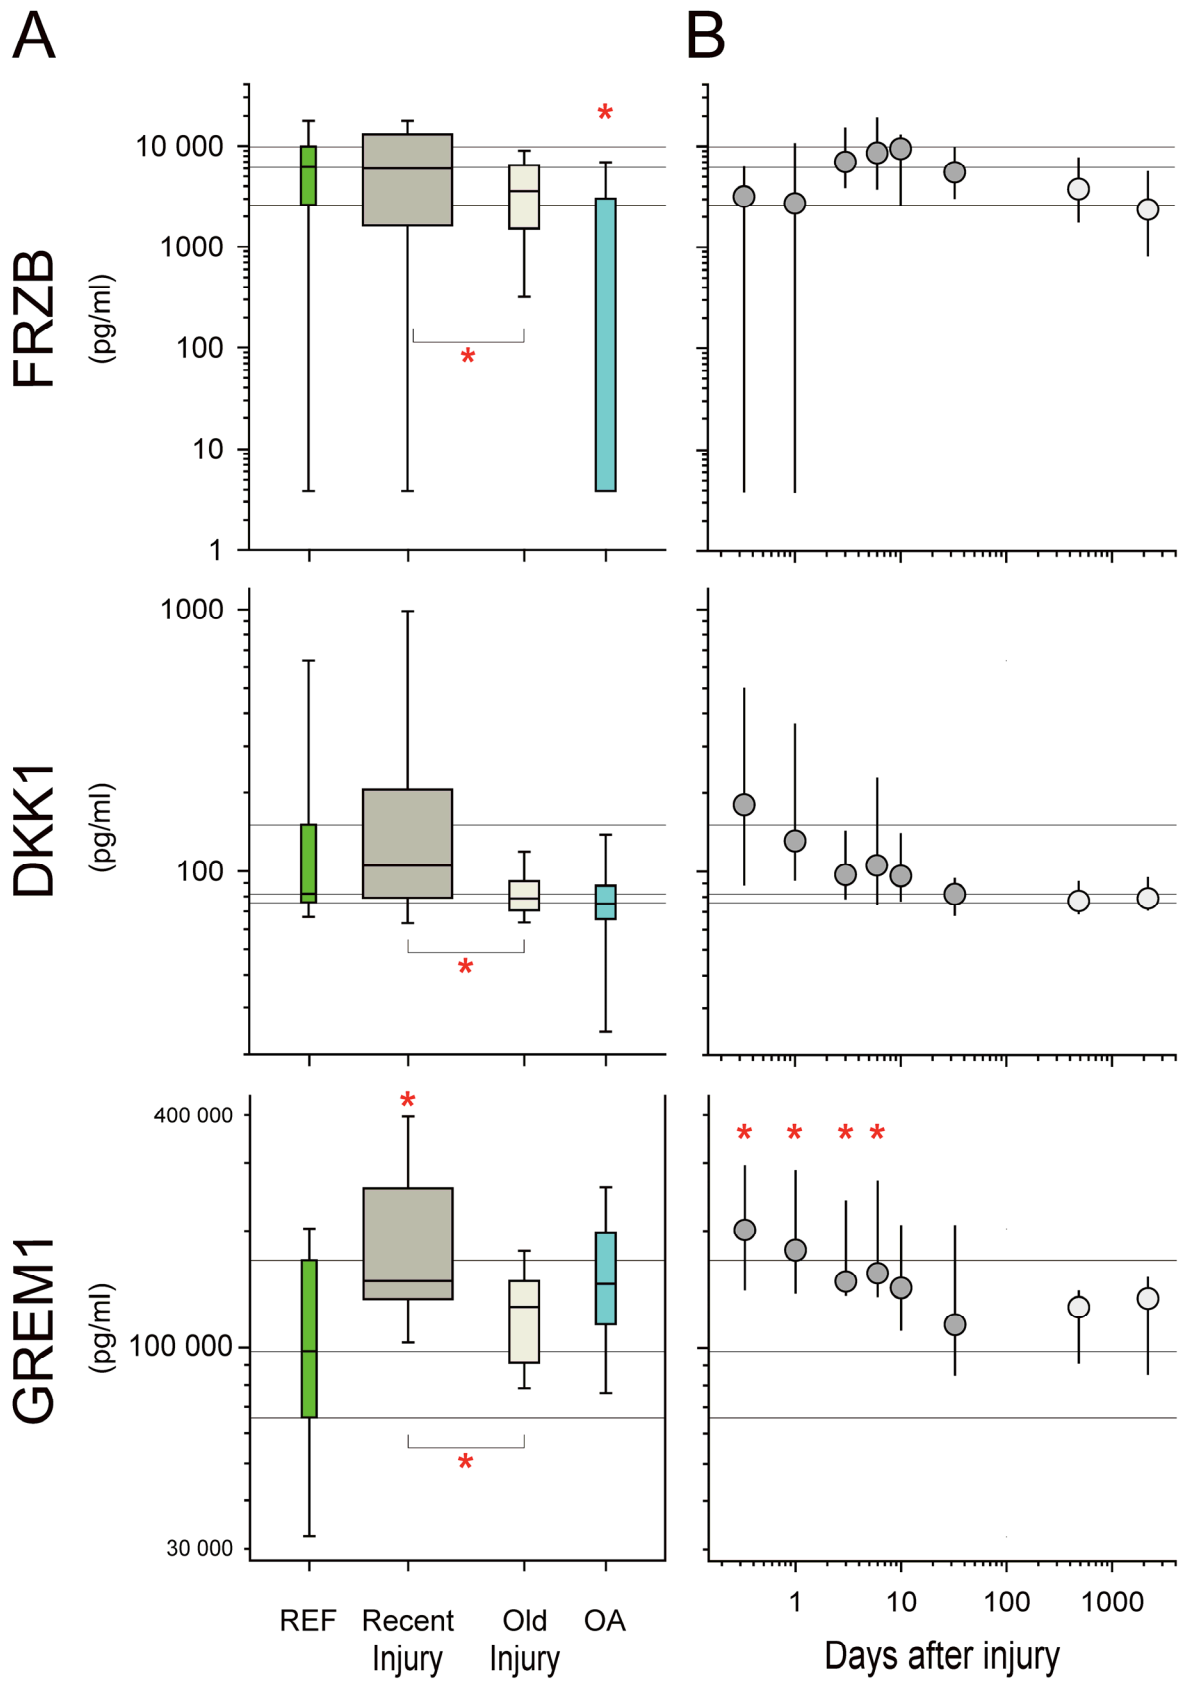 A
B
FRZB
(pg/ml)
10 000
1000
100
10
1
*
*
DKK1
(pg/ml)
1000
100
*
GREM1
(pg/ml)
400 000
100 000
30 000
*
*
* * * *
REF
Recent
Injury
Old
Injury
OA
1 10 100 1000
Days after injury